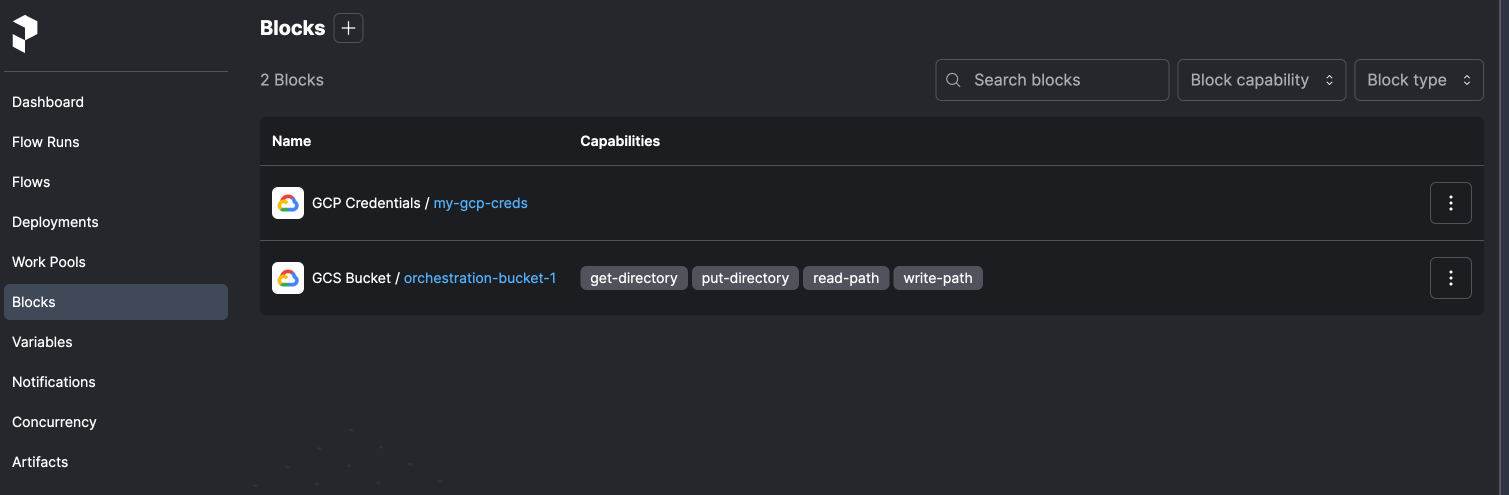 Blocks
2 Blocks
Search blocks
Block capability
Block type
Dashboard
Flow Runs
Flows
Deployments
Work Pools
Blocks
Variables
Notifications
Concurrency
Artifacts
Name Capabilities
GCP Credentials / my-gcp-creds
GCS Bucket / orchestration-bucket-1 get-directory put-directory read-path write-path